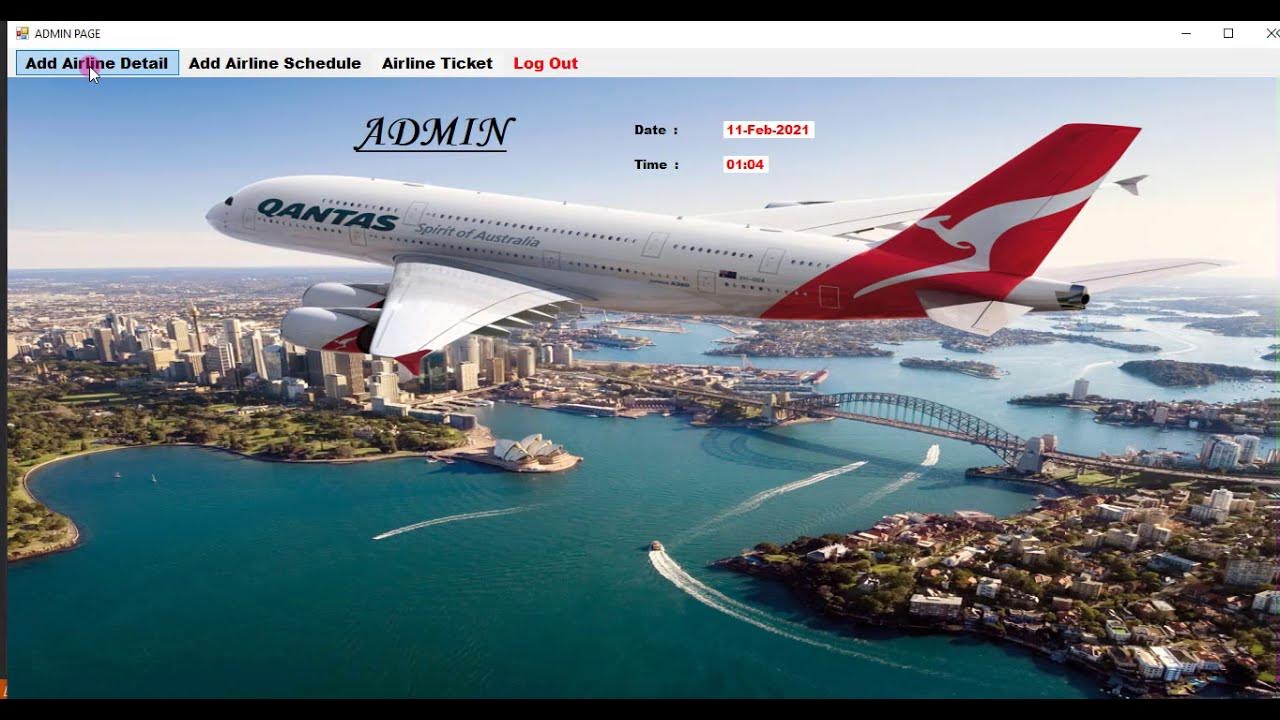 ADMIN PAGE
Add Airline Detail Add Airline Schedule Airline Ticket Log Out
ADMIN
Date : 11-Feb-2021
Time : 01:04
QANTAS
Spirit of Australia